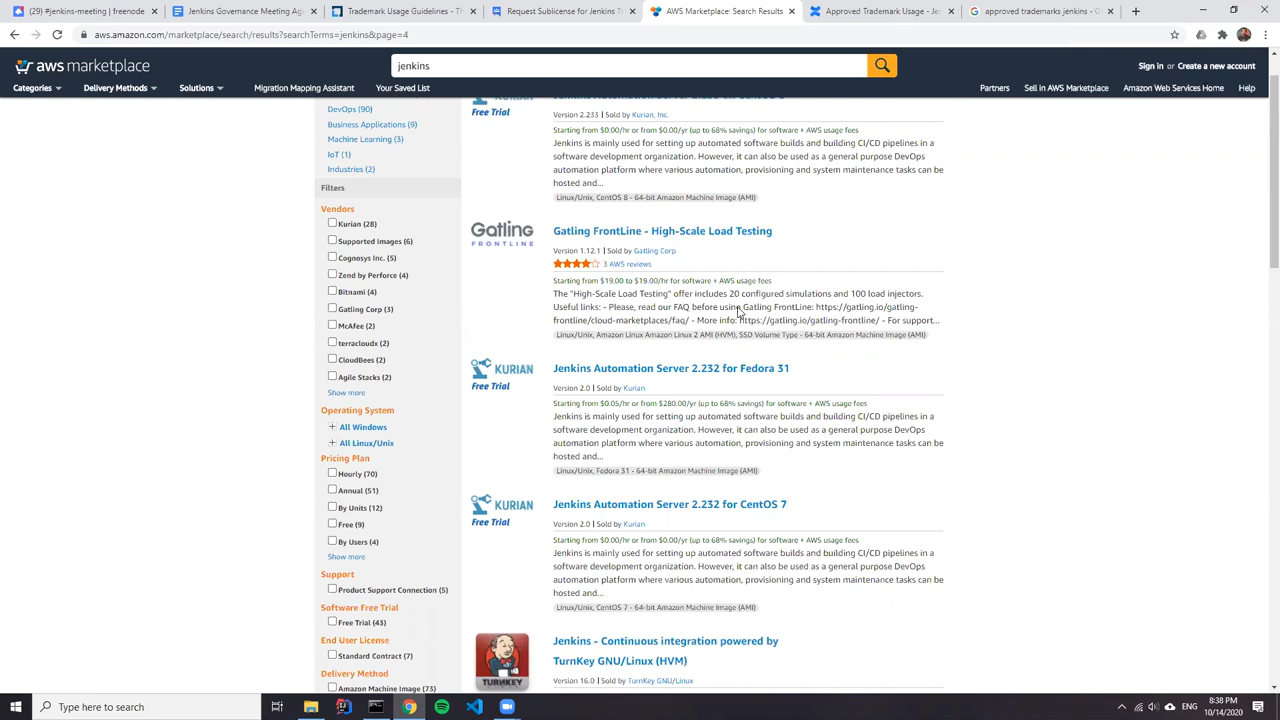 (29) #jenkins | freenode
Jenkins Governance Meeting Ag
Trademark Usage Guidelines - Th
Request Sublicense for Jenkins Tr
AWS Marketplace: Search Results
Approved Trademark Usage - Je
approved trademarks jenkins - G
aws.amazon.com/marketplace/search/results?searchTerms=jenkins&page=4
aws marketplace
jenkins
Sign in or Create a new account
Categories
Delivery Methods
Solutions
Migration Mapping Assistant
Your Saved List
Partners
Sell in AWS Marketplace
Amazon Web Services Home
Help
DevOps (90)
Business Applications (9)
Machine Learning (3)
IoT (1)
Industries (2)
Filters
Vendors
Kurian (28)
Supported Images (6)
Cognosys Inc. (5)
Zend by Perforce (4)
Bitnami (4)
Gatling Corp (3)
McAfee (2)
terracloudx (2)
CloudBees (2)
Agile Stacks (2)
Show more
Operating System
All Windows
All Linux/Unix
Pricing Plan
Hourly (70)
Annual (51)
By Units (12)
Free (9)
By Users (4)
Show more
Support
Product Support Connection (5)
Software Free Trial
Free Trial (43)
End User License
Standard Contract (7)
Delivery Method
Amazon Machine Image (73)
Free Trial
Version 2.233 | Sold by Kurian, Inc.
Starting from $0.00/hr or from $0.00/yr (up to 68% savings) for software + AWS usage fees
Jenkins is mainly used for setting up automated software builds and building CI/CD pipelines in a
software development organization. However, it can also be used as a general purpose DevOps
automation platform where various automation, provisioning and system maintenance tasks can be
hosted and...
Linux/Unix, CentOS 8 - 64-bit Amazon Machine Image (AMI)
Gatling
FRONTLINE
Gatling FrontLine - High-Scale Load Testing
Version 1.12.1 | Sold by Gatling Corp
3 AWS reviews
Starting from $19.00 to $19.00/hr for software + AWS usage fees
The "High-Scale Load Testing" offer includes 20 configured simulations and 100 load injectors.
Useful links: - Please, read our FAQ before using Gatling FrontLine: https://gatling.io/gatling-
frontline/cloud-marketplaces/faq/ - More info: https://gatling.io/gatling-frontline/ - For support...
Linux/Unix, Amazon Linux Amazon Linux 2 AMI (HVM), SSD Volume Type - 64-bit Amazon Machine Image (AMI)
KURIAN
Free Trial
Jenkins Automation Server 2.232 for Fedora 31
Version 2.0 | Sold by Kurian
Starting from $0.05/hr or from $280.00/yr (up to 68% savings) for software + AWS usage fees
Jenkins is mainly used for setting up automated software builds and building CI/CD pipelines in a
software development organization. However, it can also be used as a general purpose DevOps
automation platform where various automation, provisioning and system maintenance tasks can be
hosted and...
Linux/Unix, Fedora 31 - 64-bit Amazon Machine Image (AMI)
KURIAN
Free Trial
Jenkins Automation Server 2.232 for CentOS 7
Version 2.0 | Sold by Kurian
Starting from $0.00/hr or from $0.00/yr (up to 68% savings) for software + AWS usage fees
Jenkins is mainly used for setting up automated software builds and building CI/CD pipelines in a
software development organization. However, it can also be used as a general purpose DevOps
automation platform where various automation, provisioning and system maintenance tasks can be
hosted and...
Linux/Unix, CentOS 7 - 64-bit Amazon Machine Image (AMI)
TURNKEY
Jenkins - Continuous integration powered by
TurnKey GNU/Linux (HVM)
Version 16.0 | Sold by TurnKey GNU/Linux
Type here to search
ENG
8:38 PM
10/14/2020